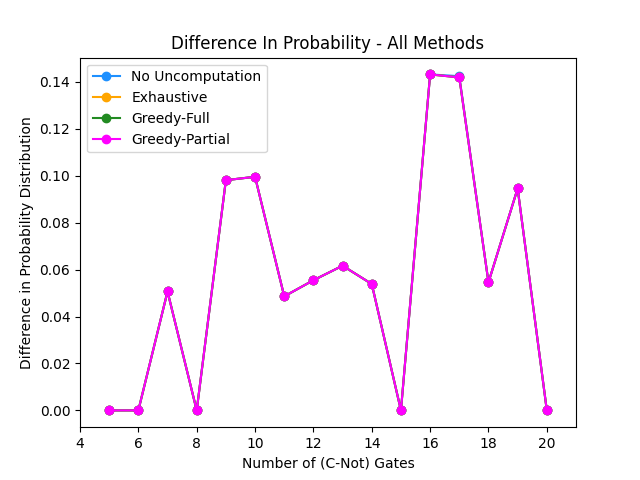 Difference In Probability - All Methods
No Uncomputation
Exhaustive
Greedy-Full
Greedy-Partial
Difference in Probability Distribution
0.14
0.12
0.10
0.08
0.06
0.04
0.02
0.00
4 6 8 10 12 14 16 18 20
Number of (C-Not) Gates